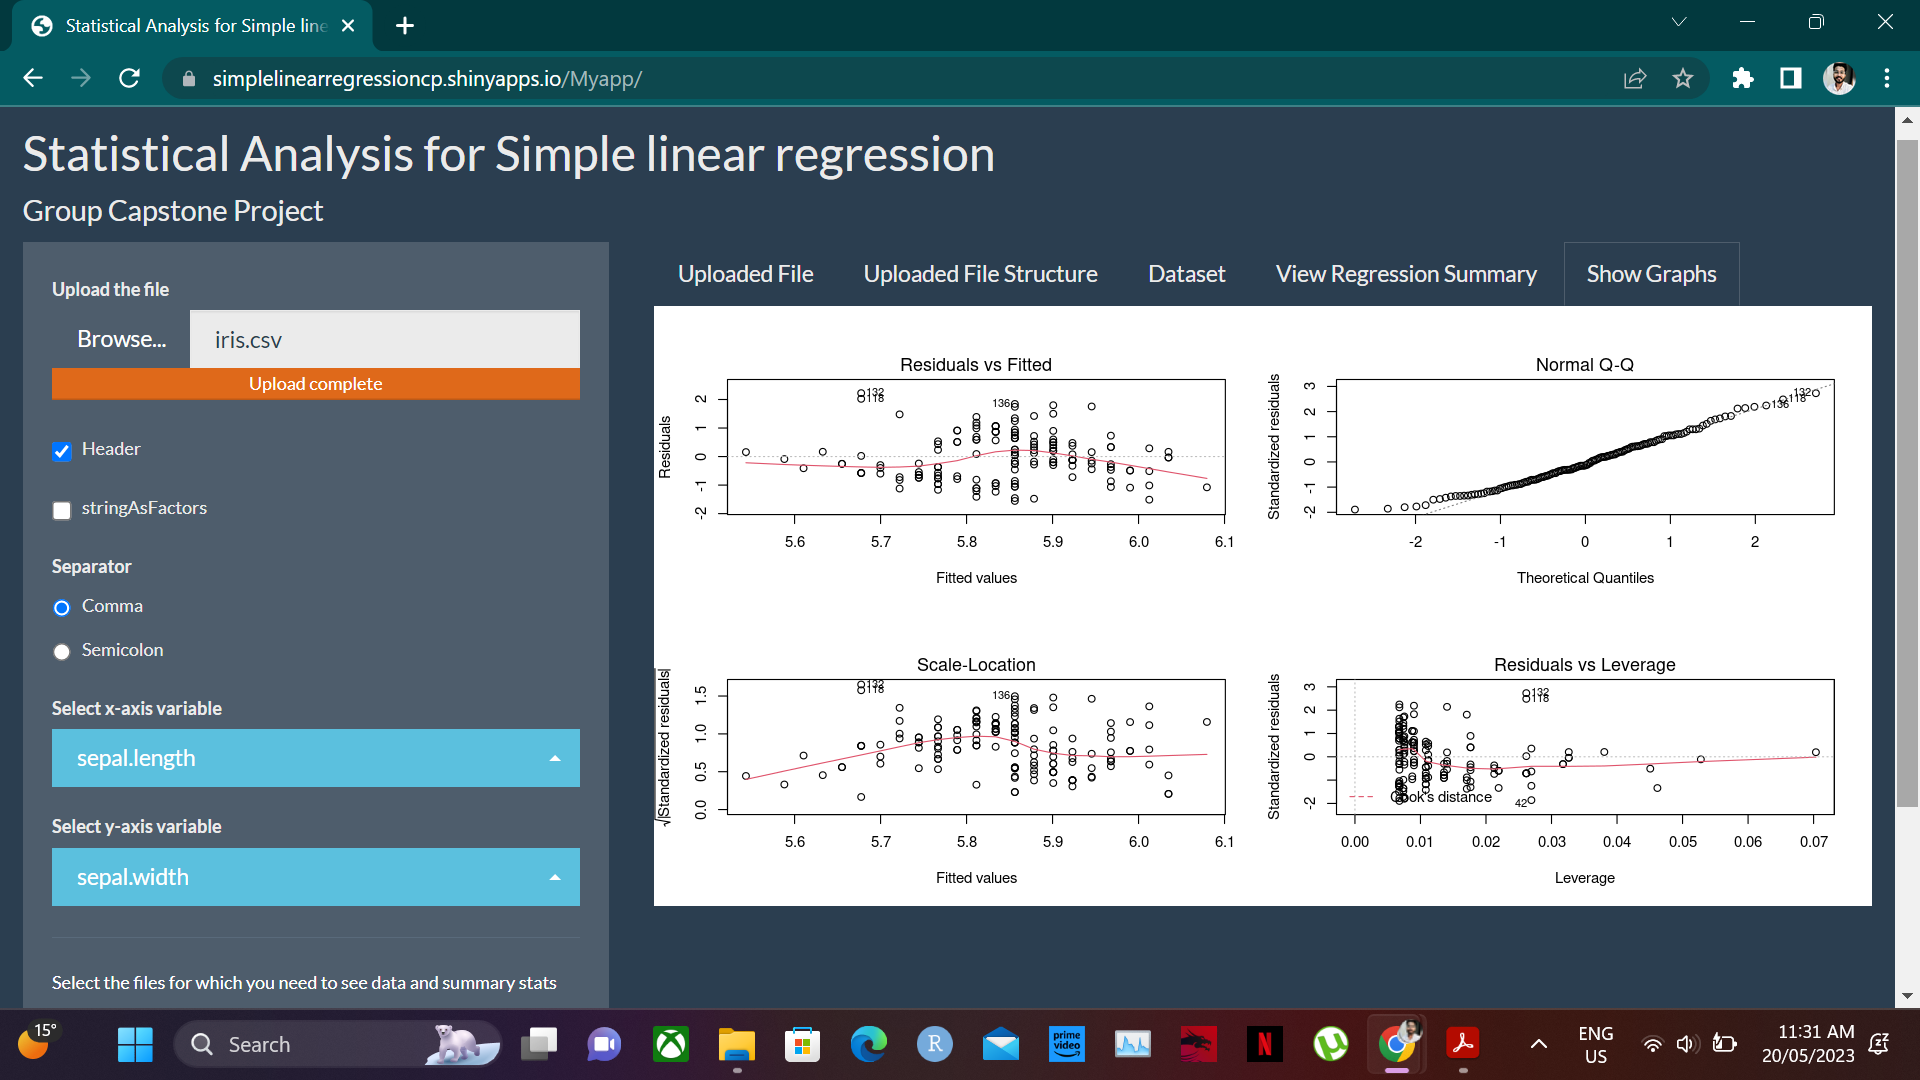 Statistical Analysis for Simple line
simplelinearregressioncp.shinyapps.io/Myapp/
Statistical Analysis for Simple linear regression
Group Capstone Project
Upload the file
Browse...
iris.csv
Upload complete
Header
stringAsFactors
Separator
Comma
Semicolon
Select x-axis variable
sepal.length
Select y-axis variable
sepal.width
Select the files for which you need to see data and summary stats
Uploaded File
Uploaded File Structure
Dataset
View Regression Summary
Show Graphs
Residuals vs Fitted
Residuals
2
1
0
-1
-2
132
118
136
5.6 5.7 5.8 5.9 6.0 6.1
Fitted values
Normal Q-Q
Standardized residuals
3
2
1
0
-1
-2
132
118
136
-2 -1 0 1 2
Theoretical Quantiles
Scale-Location
√|Standardized residuals|
1.5
1.0
0.5
0.0
132
118
136
5.6 5.7 5.8 5.9 6.0 6.1
Fitted values
Residuals vs Leverage
Standardized residuals
3
2
1
0
-2
132
118
Cook's distance
42
0.00 0.01 0.02 0.03 0.04 0.05 0.06 0.07
Leverage
15°
Search
R
prime
video
N
ENG
US
11:31 AM
20/05/2023